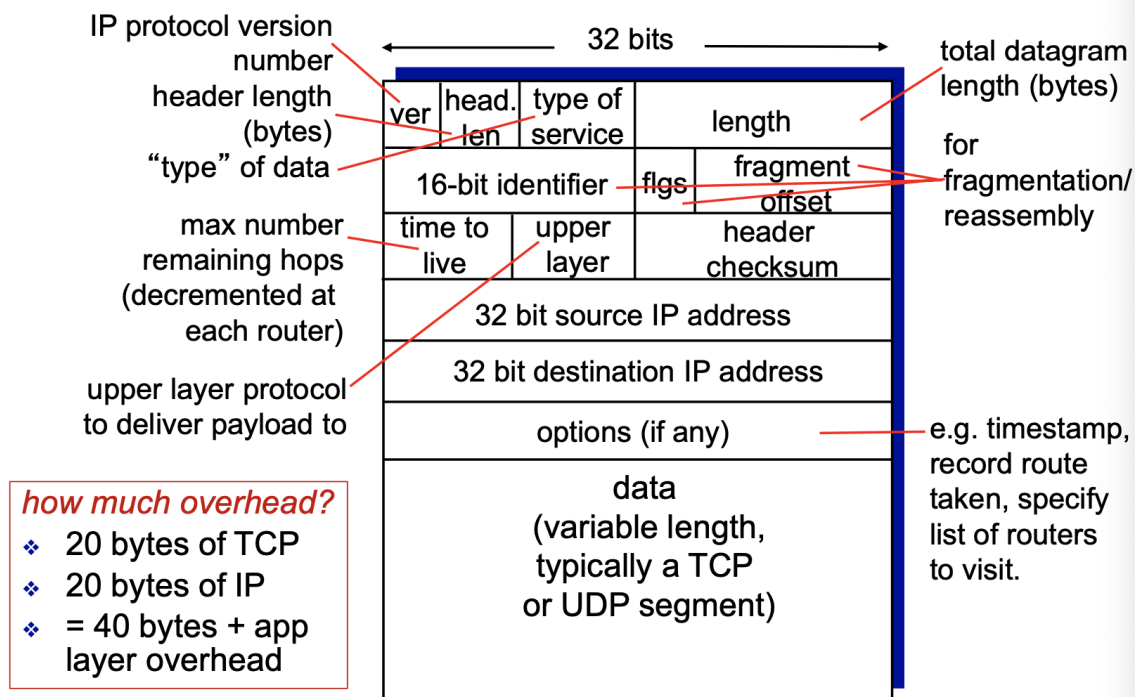 IP protocol version
number
header length
(bytes)
“type” of data
max number
remaining hops
(decremented at
each router)
upper layer protocol
to deliver payload to
how much overhead?
20 bytes of TCP
20 bytes of IP
= 40 bytes + app
layer overhead
32 bits
ver
head.
len
type of
service
length
16-bit identifier
flgs
fragment
offset
time to
live
upper
layer
header
checksum
32 bit source IP address
32 bit destination IP address
options (if any)
data
(variable length,
typically a TCP
or UDP segment)
total datagram
length (bytes)
for
fragmentation/
reassembly
e.g. timestamp,
record route
taken, specify
list of routers
to visit.